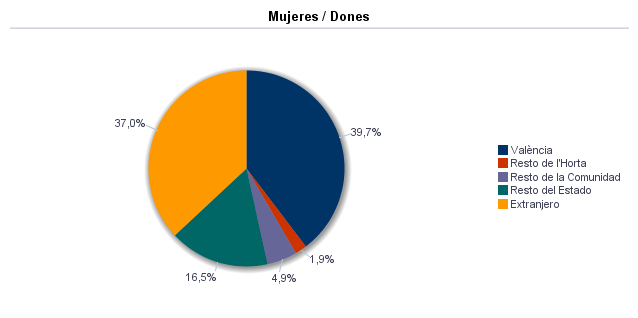 Mujeres / Dones
37,0%
39,7%
València
Resto de l'Horta
Resto de la Comunidad
Resto del Estado
Extranjero
1,9%
16,5%
4,9%